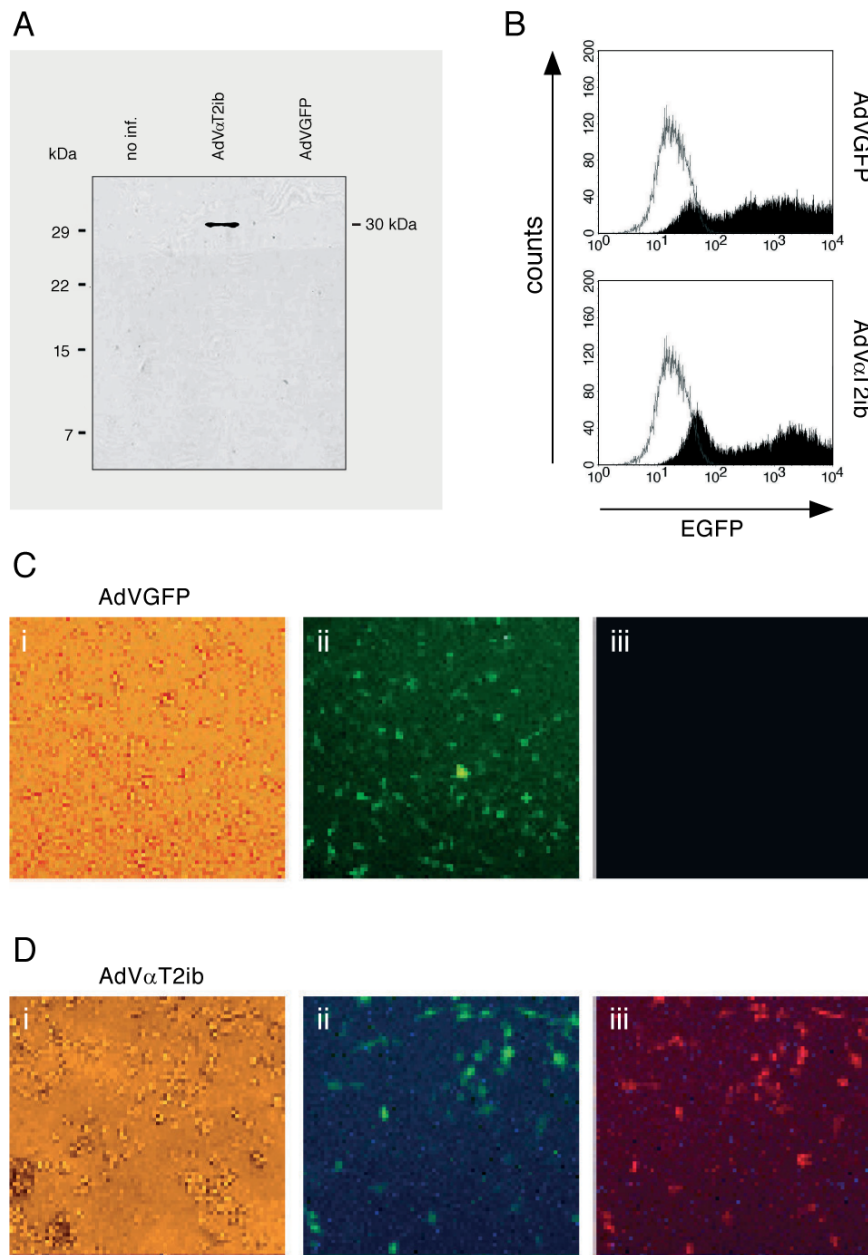 A
no inf.
AdVαT2ib
AdVGFP
kDa
29
22
15
7
30 kDa
B
counts
200
160
120
80
40
0
10⁰ 10¹ 10² 10³ 10⁴
AdVGFP
200
160
120
80
40
0
10⁰ 10¹ 10² 10³ 10⁴
AdVαT2ib
EGFP
C
AdVGFP
i
ii
iii
D
AdVαT2ib
i
ii
iii